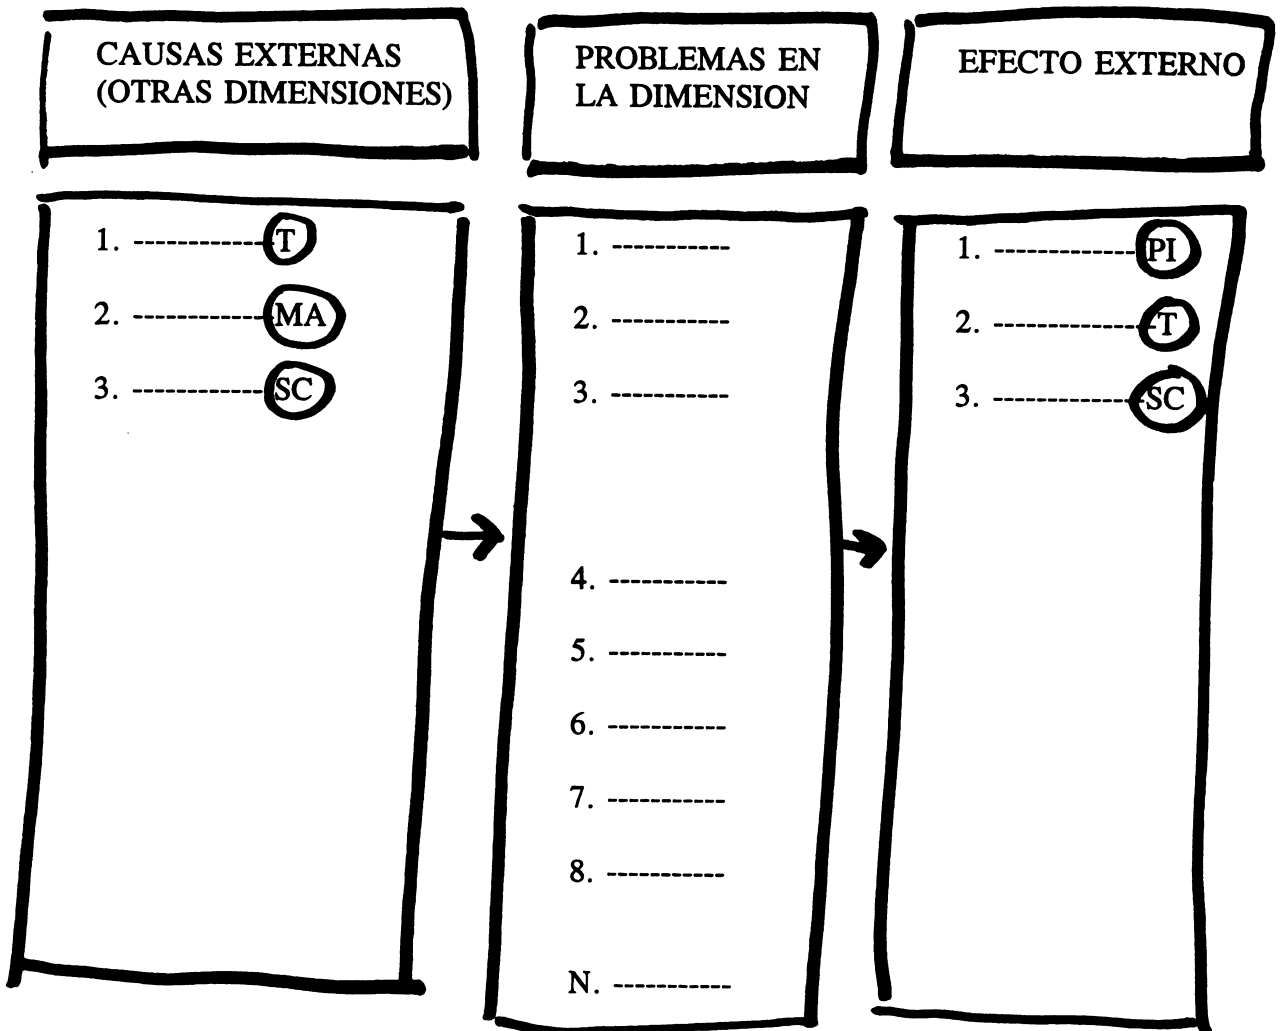 CAUSAS EXTERNAS
(OTRAS DIMENSIONES)
1. ------------ T
2. ------------ MA
3. ------------ SC
PROBLEMAS EN
LA DIMENSION
1. -----------
2. -----------
3. -----------
4. -----------
5. -----------
6. -----------
7. -----------
8. -----------
N. -----------
EFECTO EXTERNO
1. ------------- PI
2. ------------- T
3. ------------- SC